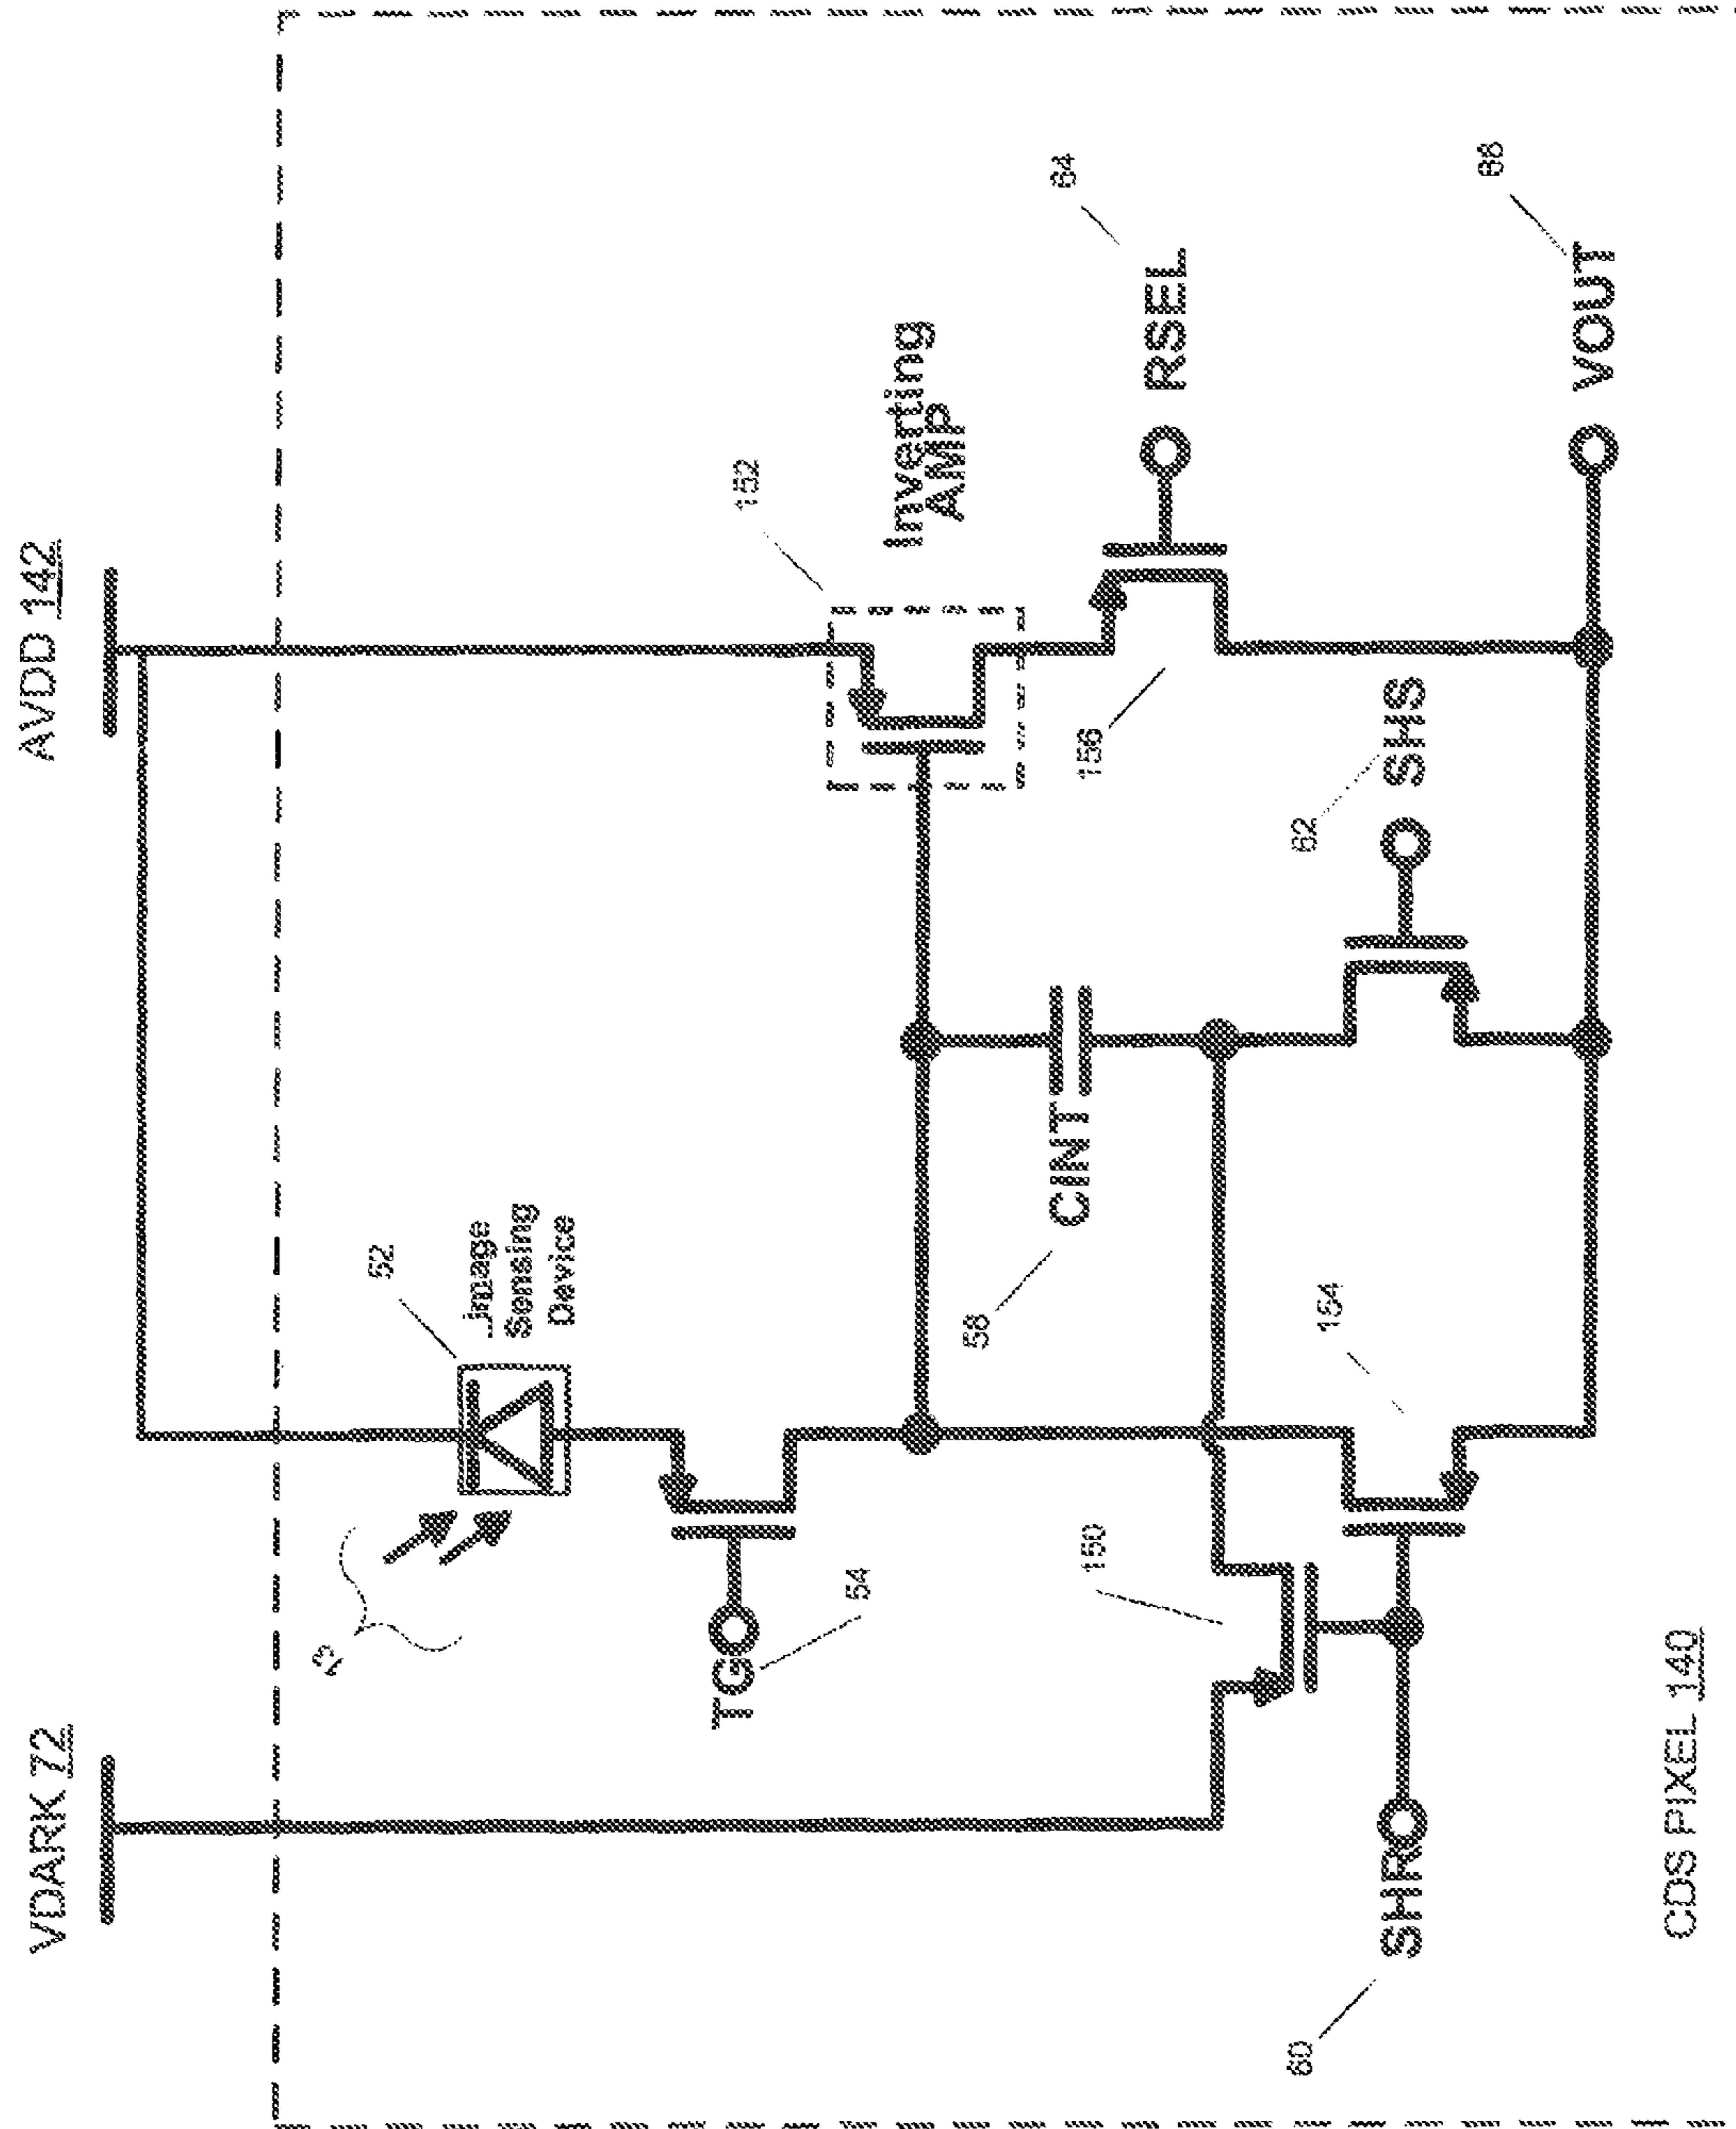 VDARK 72
AVDD 142
52
Image
Sensing
Device
152
Inverting
AMP
64
RSEL
TG
54
58
CINT
156
62
SHS
150
154
66
VOUT
60
SHR
CDS PIXEL 140